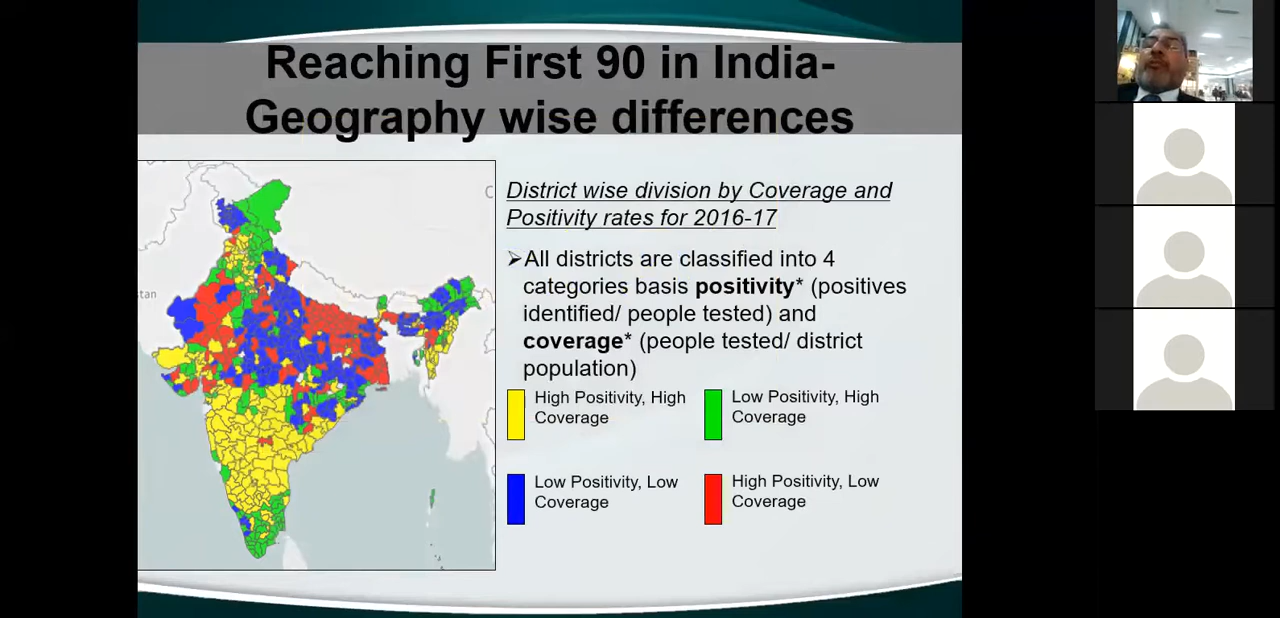 Reaching First 90 in India-
Geography wise differences
District wise division by Coverage and
Positivity rates for 2016-17
➢All districts are classified into 4
categories basis positivity* (positives
identified/ people tested) and
coverage* (people tested/ district
population)
High Positivity, High
Coverage
Low Positivity, High
Coverage
Low Positivity, Low
Coverage
High Positivity, Low
Coverage
stan
C